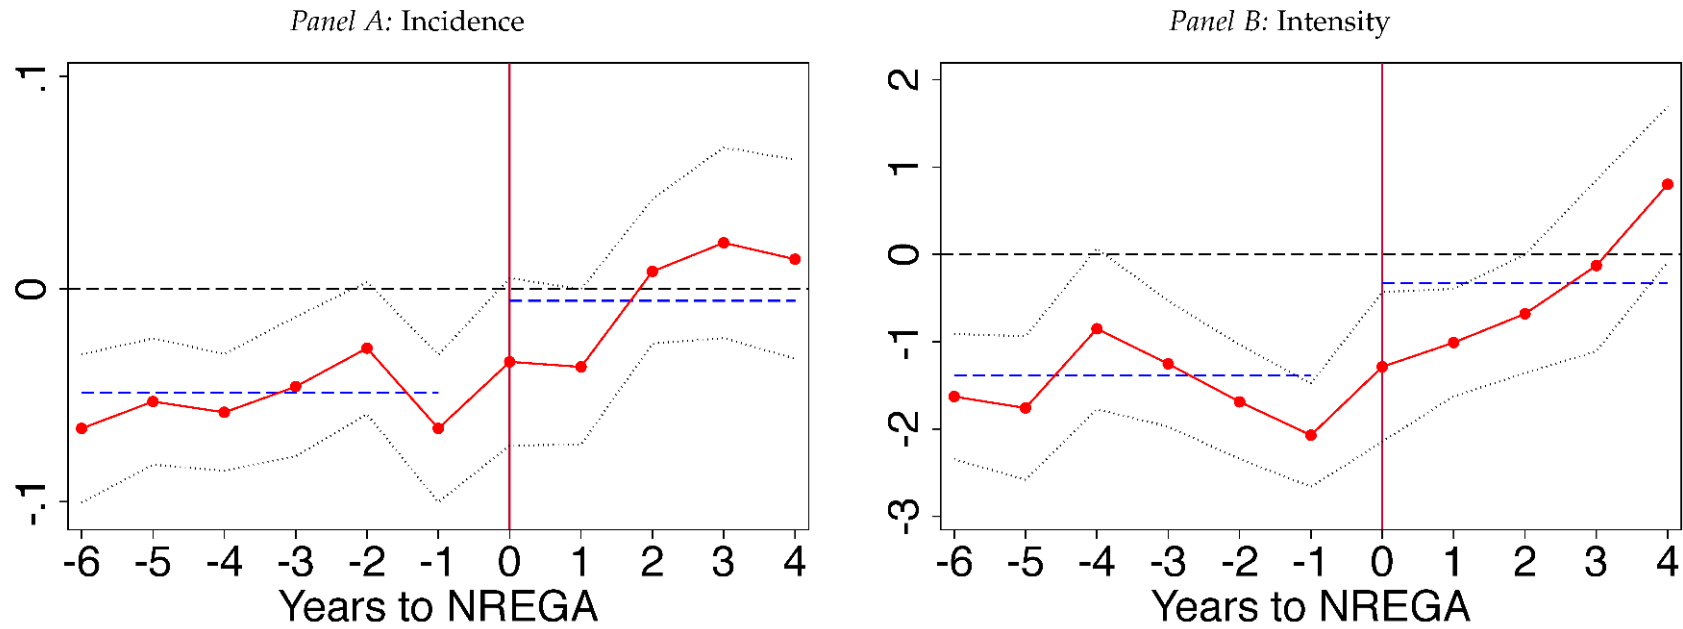 Panel A: Incidence
.1
0
-.1
-6 -5 -4 -3 -2 -1 0 1 2 3 4
Years to NREGA
Panel B: Intensity
2
1
0
-1
-2
-3
-6 -5 -4 -3 -2 -1 0 1 2 3 4
Years to NREGA